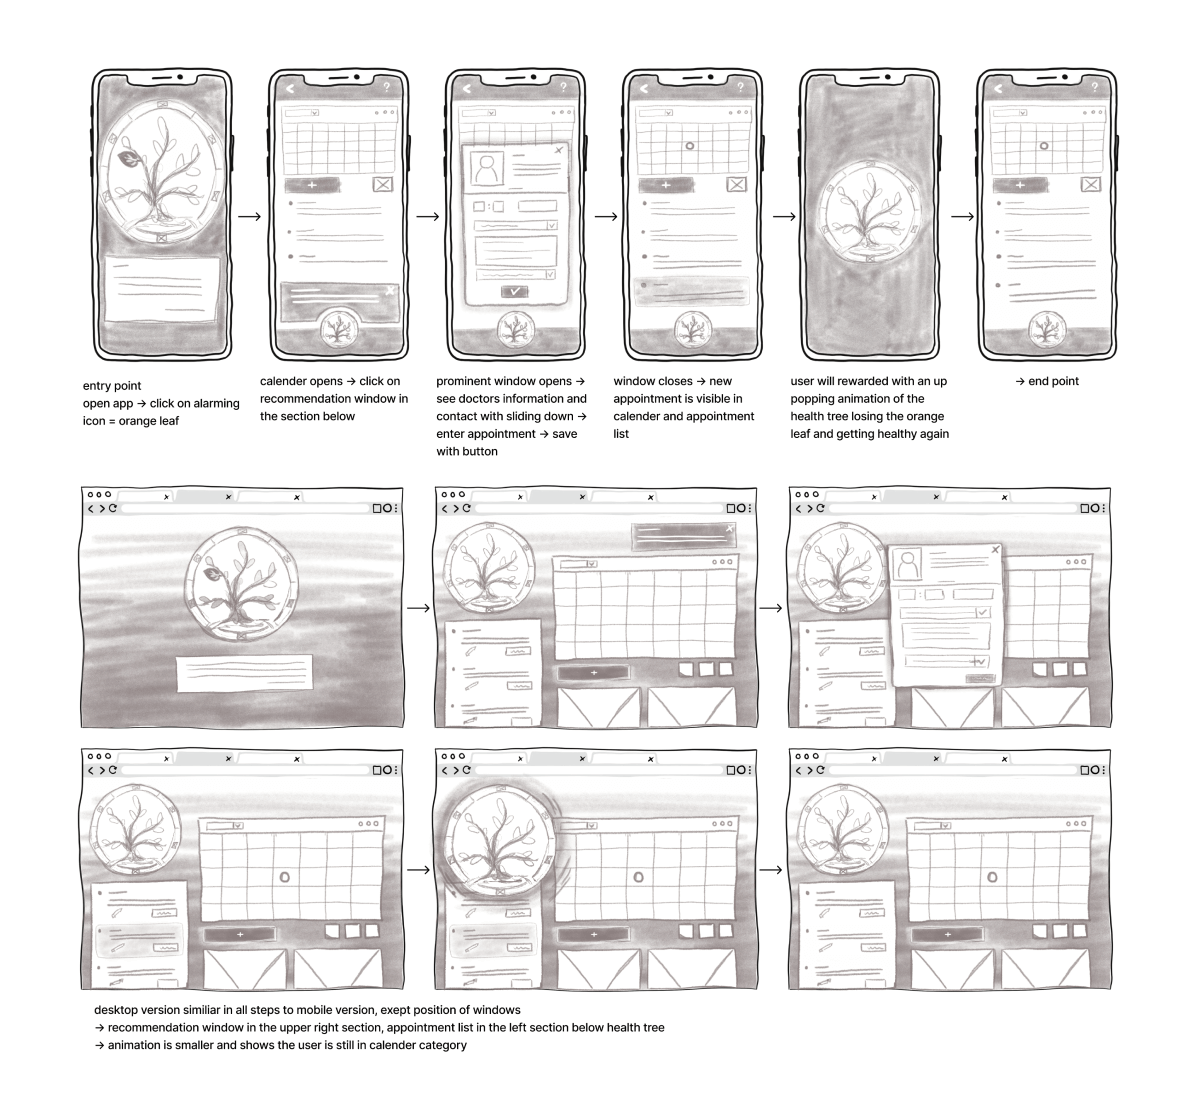 entry point
open app → click on alarming
icon = orange leaf
calender opens → click on
recommendation window in
the section below
prominent window opens →
see doctors information and
contact with sliding down →
enter appointment → save
with button
window closes → new
appointment is visible in
calender and appointment
list
user will rewarded with an up
popping animation of the
health tree losing the orange
leaf and getting healthy again
→ end point
desktop version similiar in all steps to mobile version, exept position of windows
→ recommendation window in the upper right section, appointment list in the left section below health tree
→ animation is smaller and shows the user is still in calender category